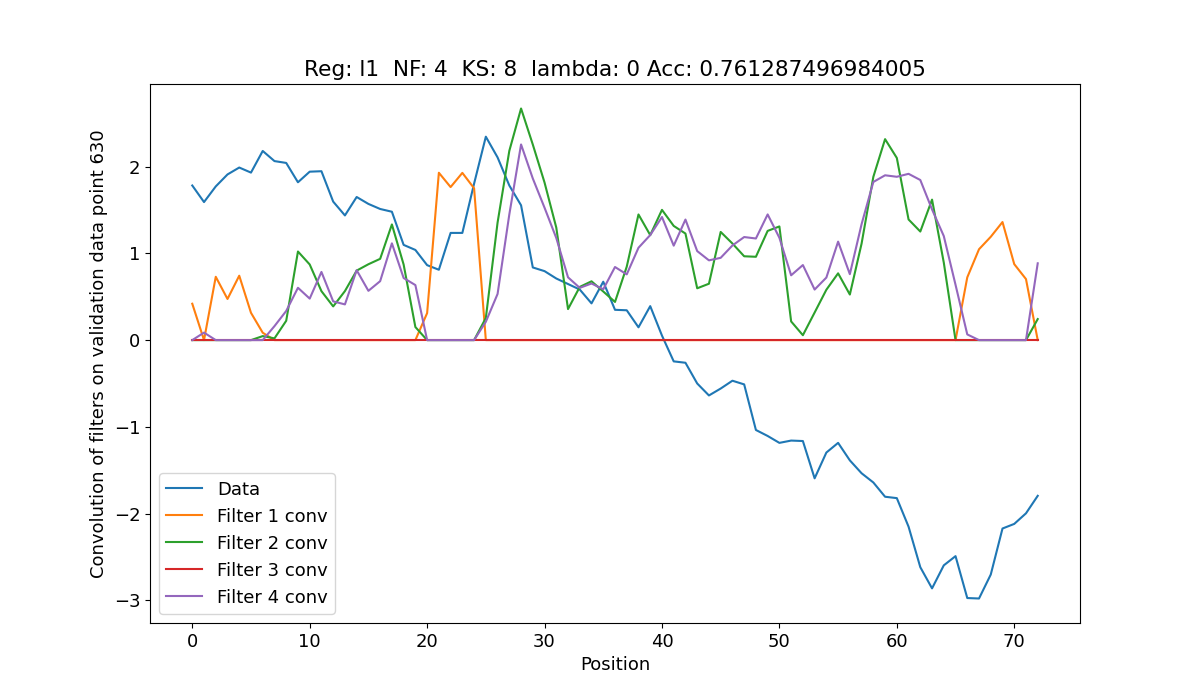 Reg: l1  NF: 4  KS: 8  lambda: 0 Acc: 0.761287496984005
Convolution of filters on validation data point 630
2
1
0
−1
−2
−3
Data
Filter 1 conv
Filter 2 conv
Filter 3 conv
Filter 4 conv
0 10 20 30 40 50 60 70
Position